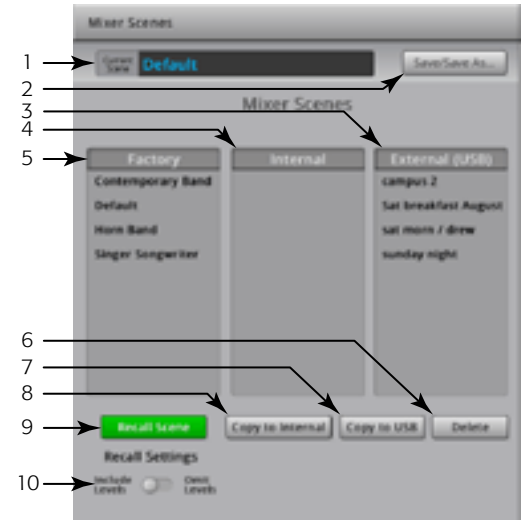 Mixer Scenes
1
Current Scene
Default
Save/Save As...
2
3
4
Mixer Scenes
5
Factory
Internal
External (USB)
Contemporary Band
campus 2
Default
Sat breakfast August
Horn Band
sat morn / drew
Singer Songwriter
sunday night
6
7
8
9
Recall Scene
Copy to Internal
Copy to USB
Delete
Recall Settings
10
Include Levels
Omit Levels